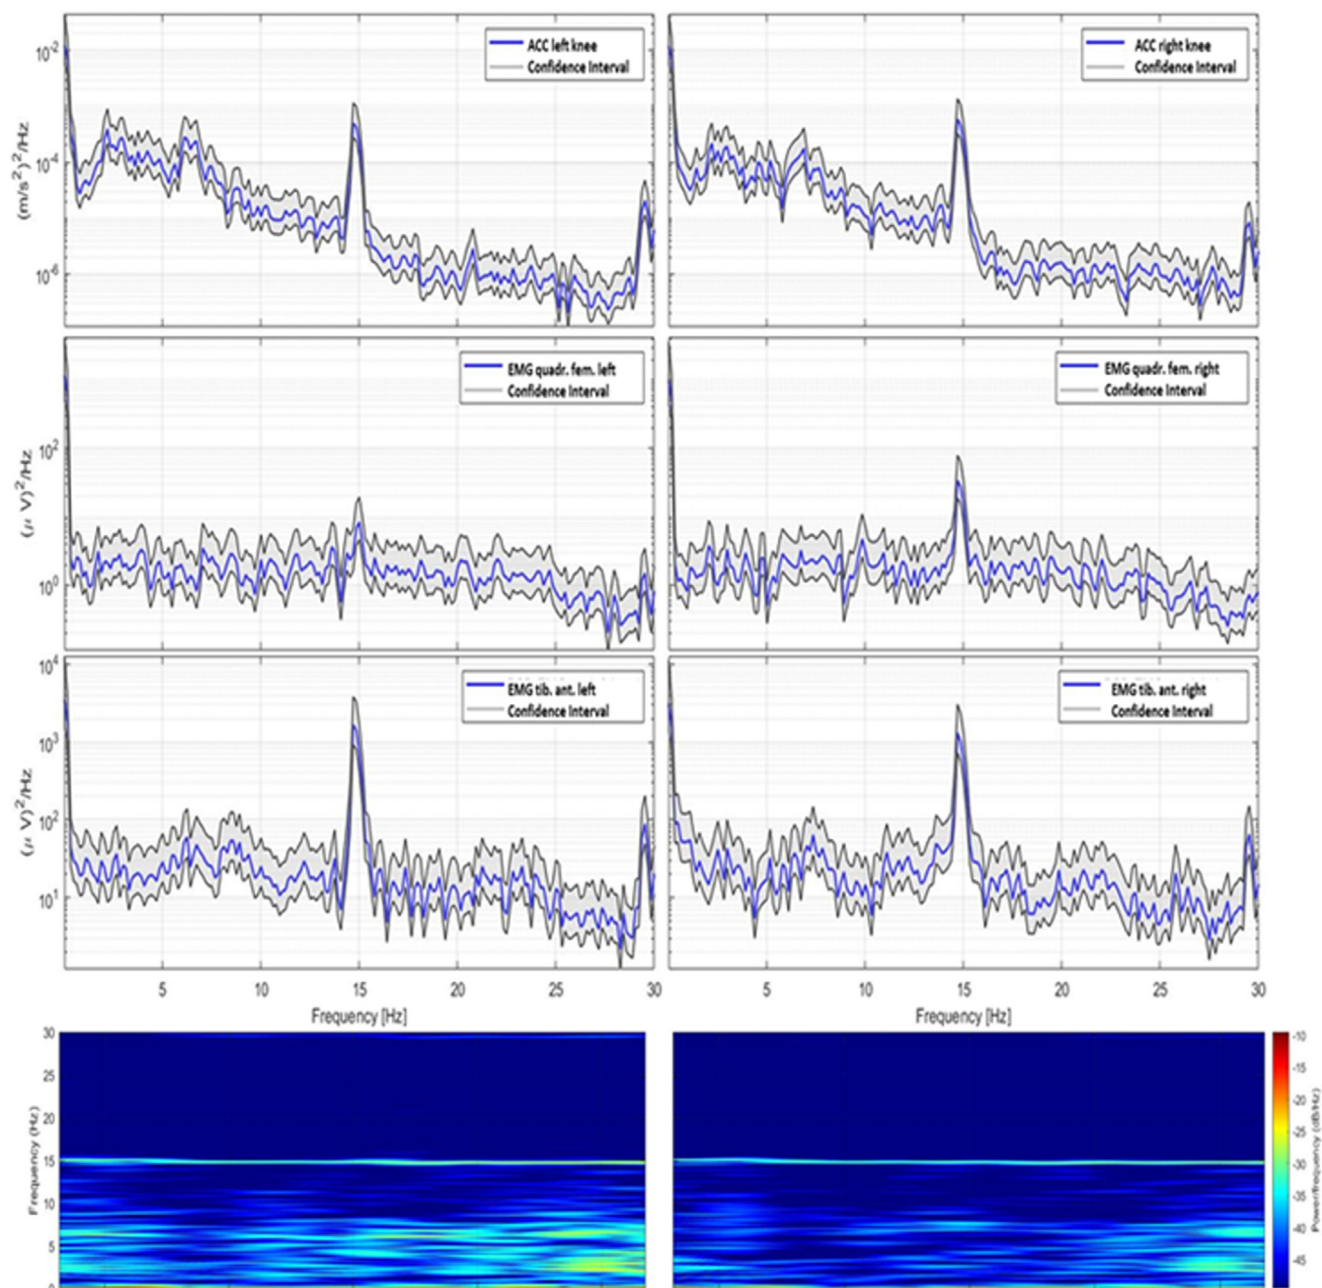 ACC left knee
Confidence Interval
ACC right knee
Confidence Interval
10-2
10-4
10-6
(m/s2)2/Hz
EMG quadr. fem. left
Confidence Interval
EMG quadr. fem. right
Confidence Interval
102
100
(μ V)2/Hz
EMG tib. ant. left
Confidence Interval
EMG tib. ant. right
Confidence Interval
104
103
102
101
(μ V)2/Hz
5 10 15 20 25 30
5 10 15 20 25 30
Frequency [Hz]
Frequency [Hz]
30
25
20
15
10
5
Frequency (Hz)
-10
-15
-20
-25
-30
-35
-40
-45
Power/frequency (dB/Hz)